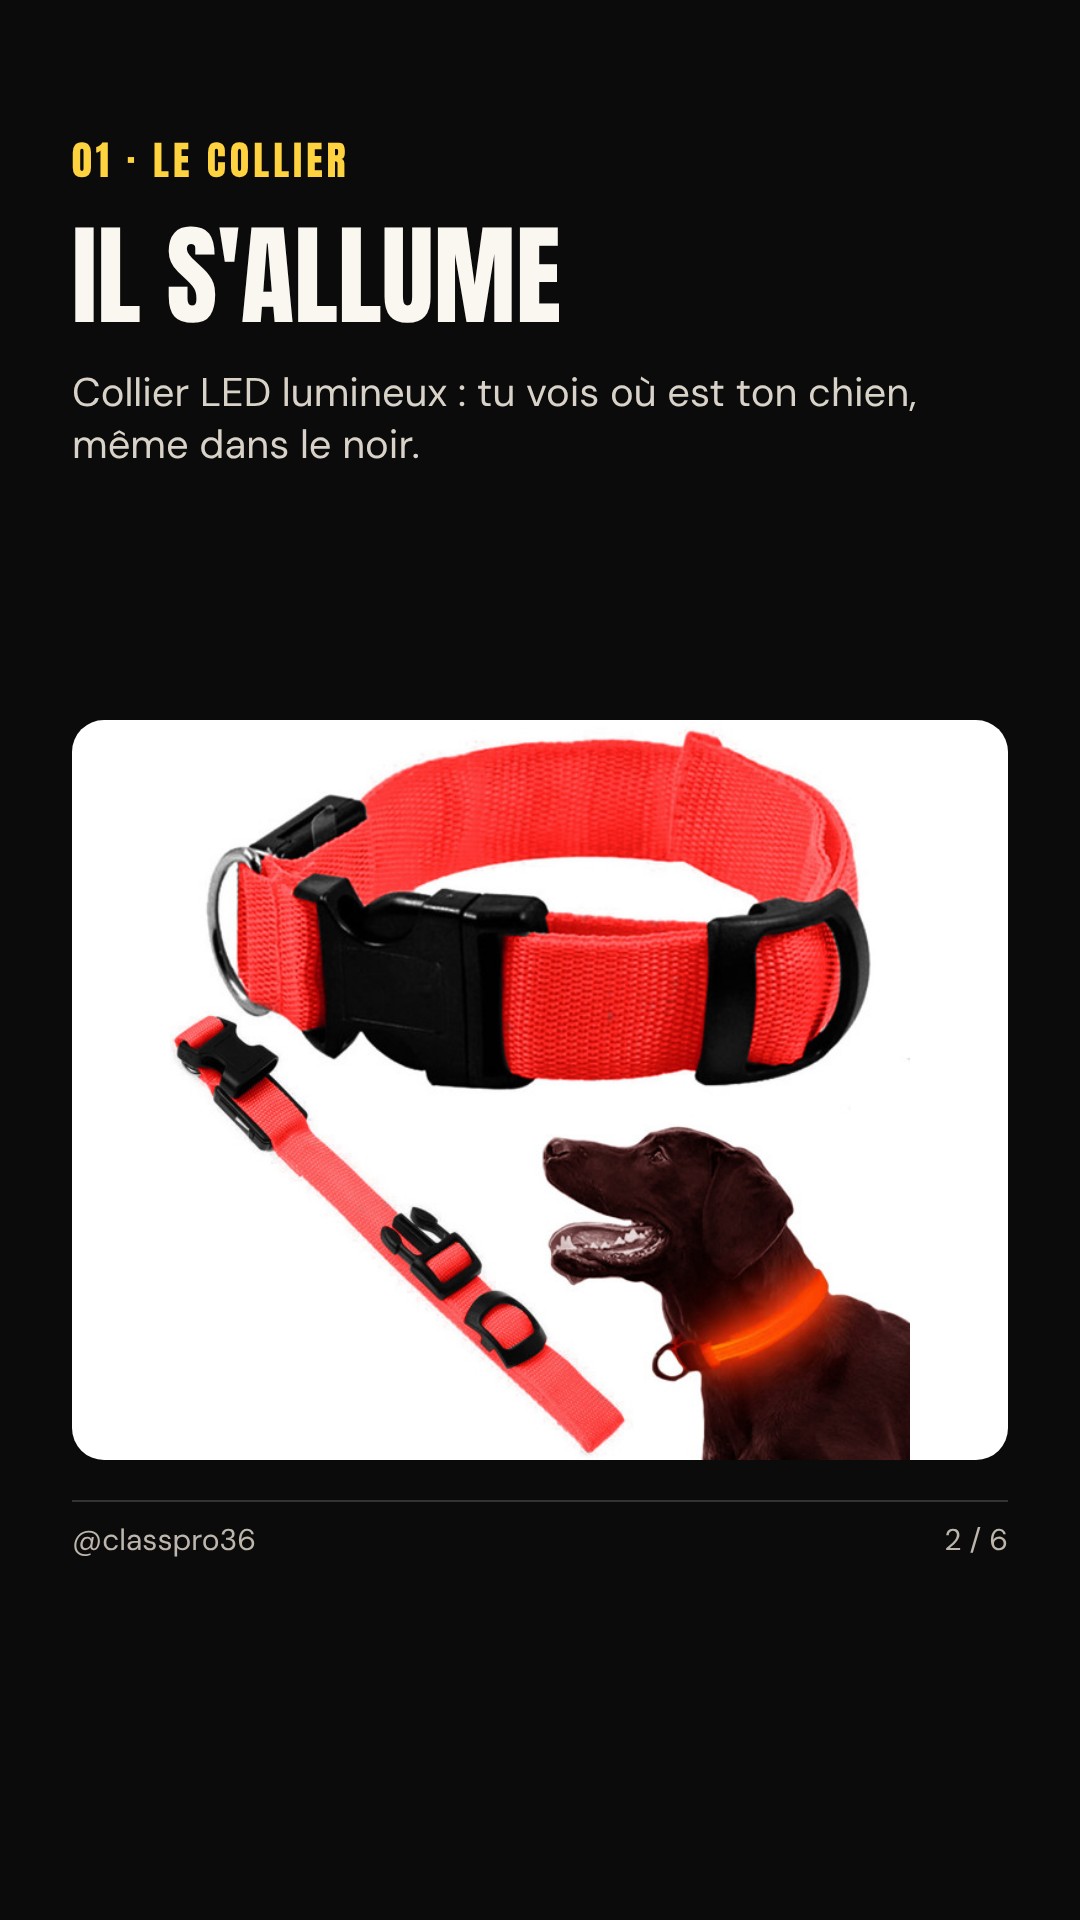 01 · LE COLLIER
IL S'ALLUME
Collier LED lumineux : tu vois où est ton chien,
même dans le noir.
@classpro36
2 / 6